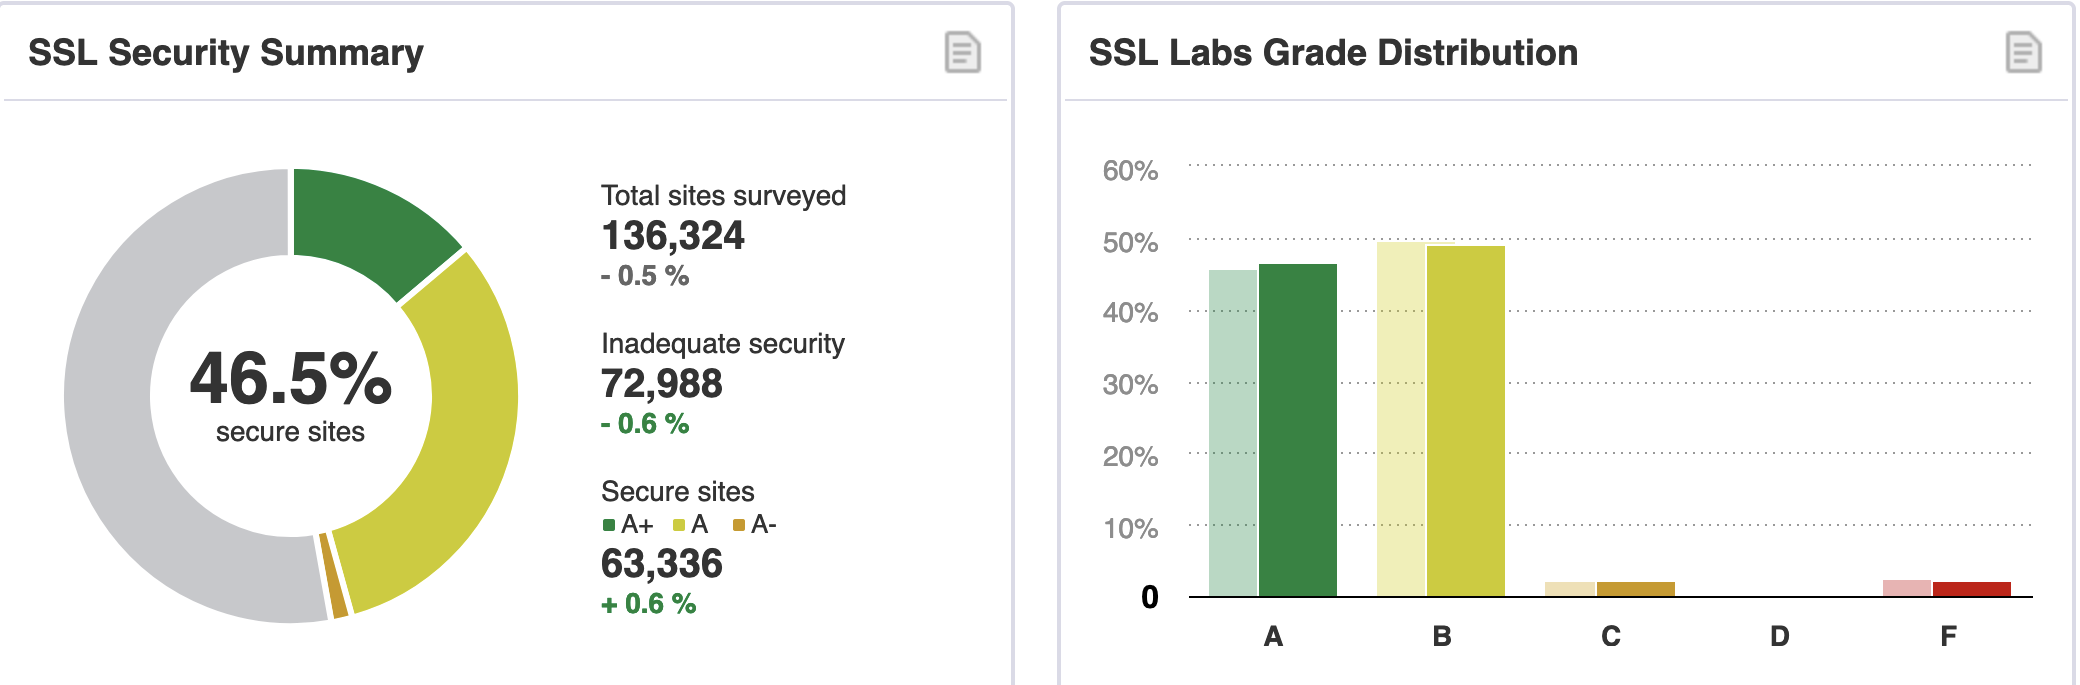 SSL Security Summary
46.5%
secure sites
Total sites surveyed
136,324
- 0.5 %
Inadequate security
72,988
- 0.6 %
Secure sites
A+ A A-
63,336
+ 0.6 %
SSL Labs Grade Distribution
60%
50%
40%
30%
20%
10%
0
A B C D F